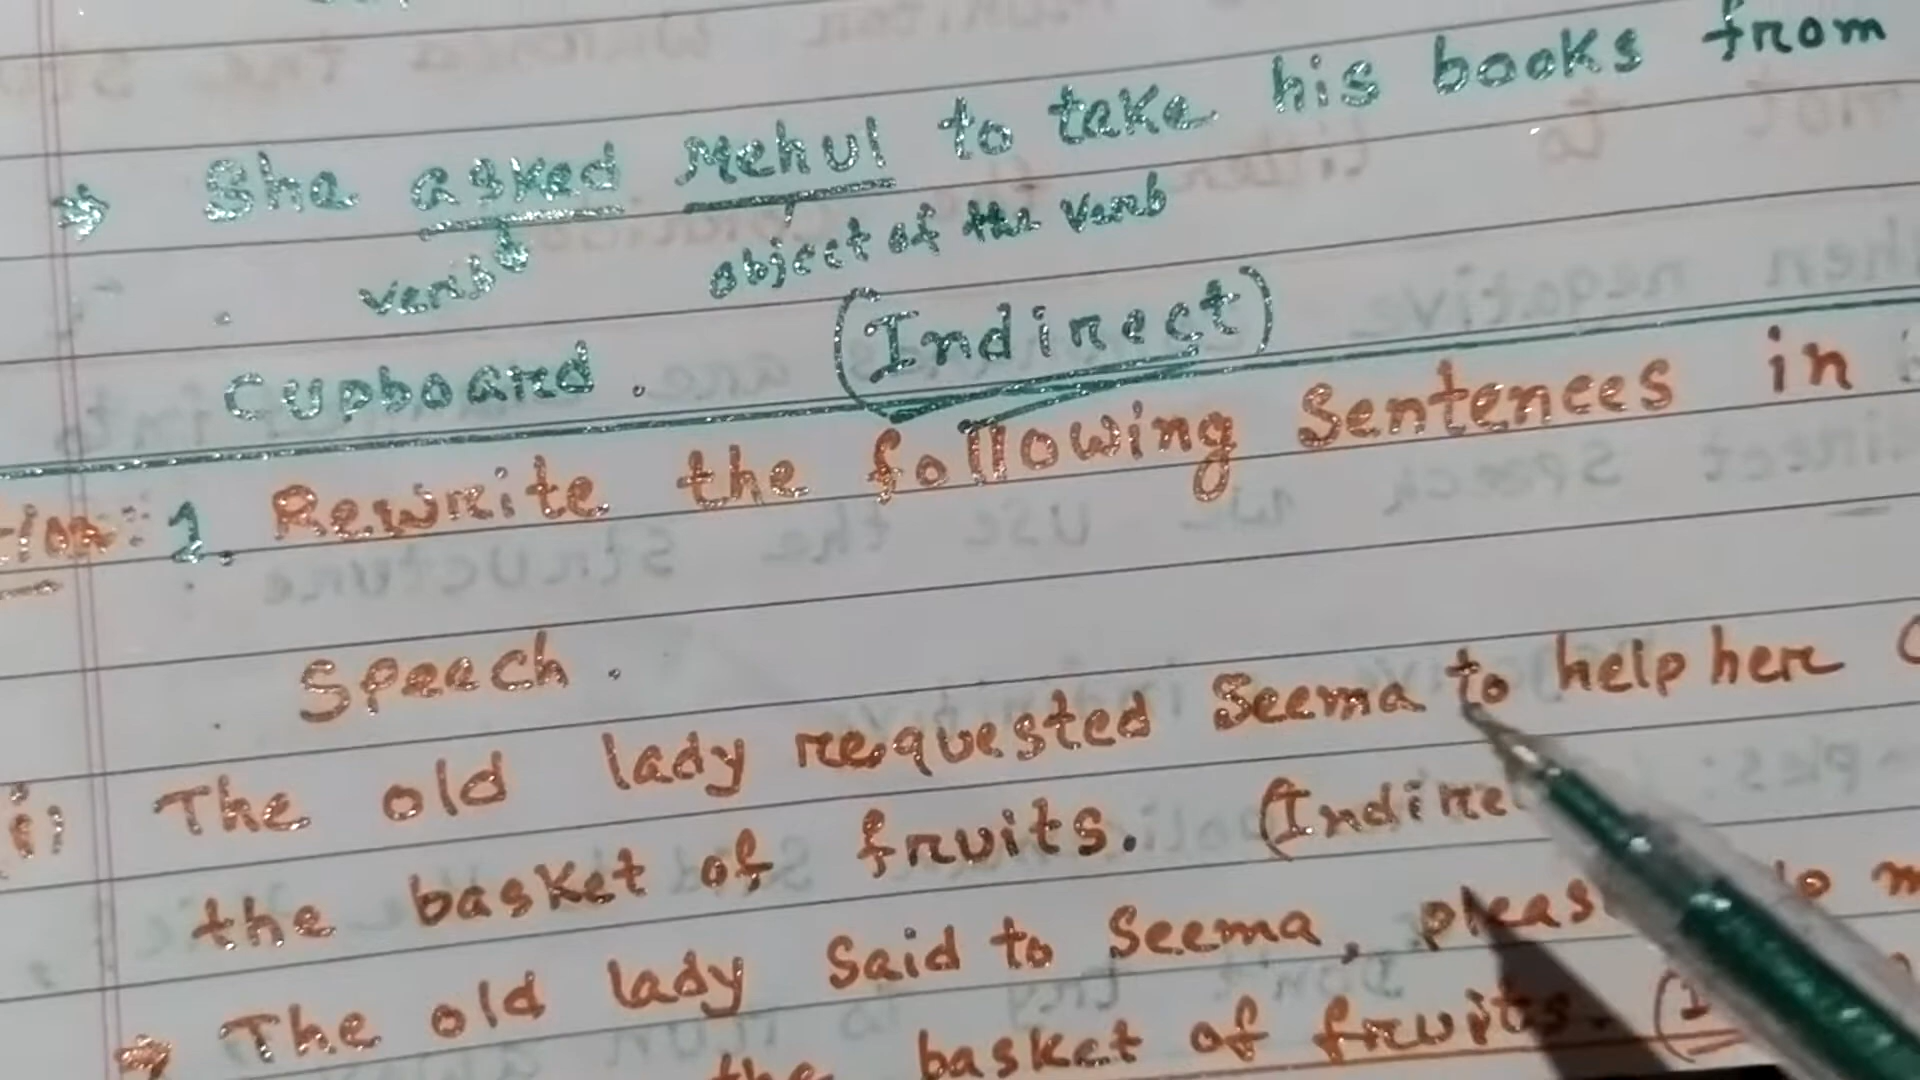 ⇒ She asked Mehul to take his books from
verb object of the verb
Cupboard. (Indirect)
1. Rewrite the following Sentences in
Speech.
i) The old lady requested Seema to help her
the basket of fruits.
⇒ The old lady said to Seema, to
the basket of fruits.